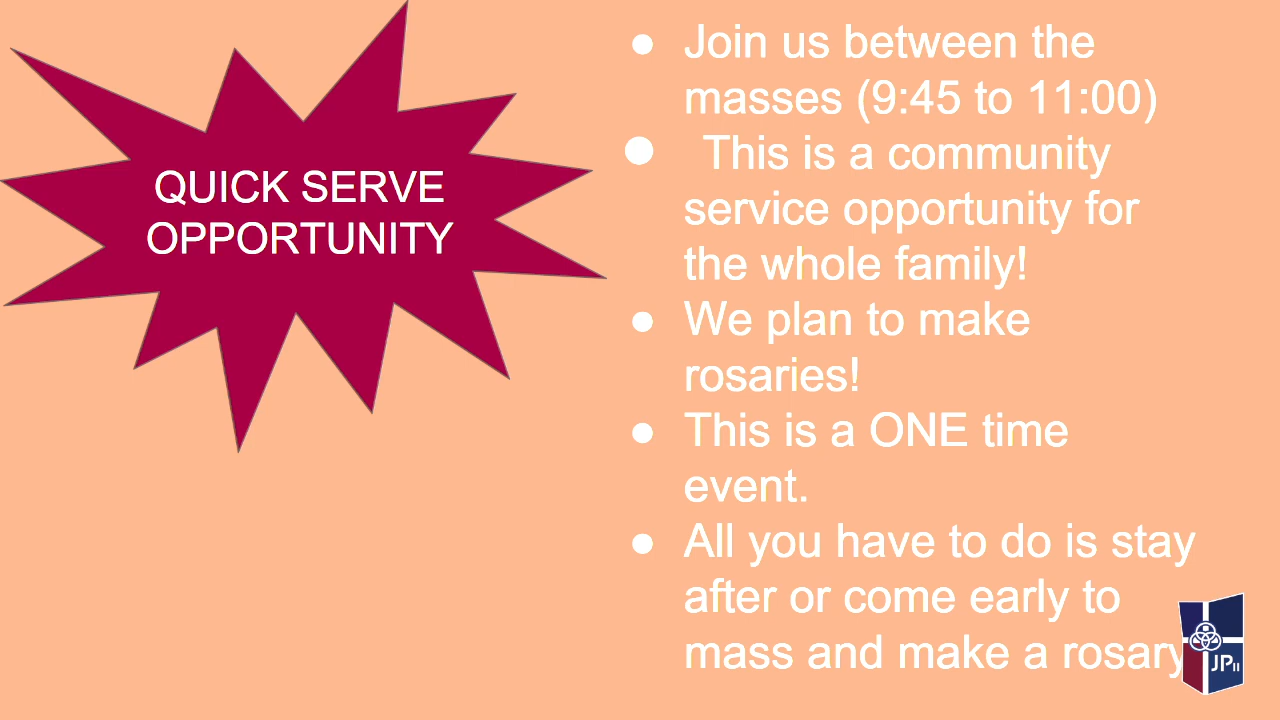 QUICK SERVE
OPPORTUNITY
● Join us between the
masses (9:45 to 11:00)
● This is a community
service opportunity for
the whole family!
● We plan to make
rosaries!
● This is a ONE time
event.
● All you have to do is stay
after or come early to
mass and make a rosary
JPII